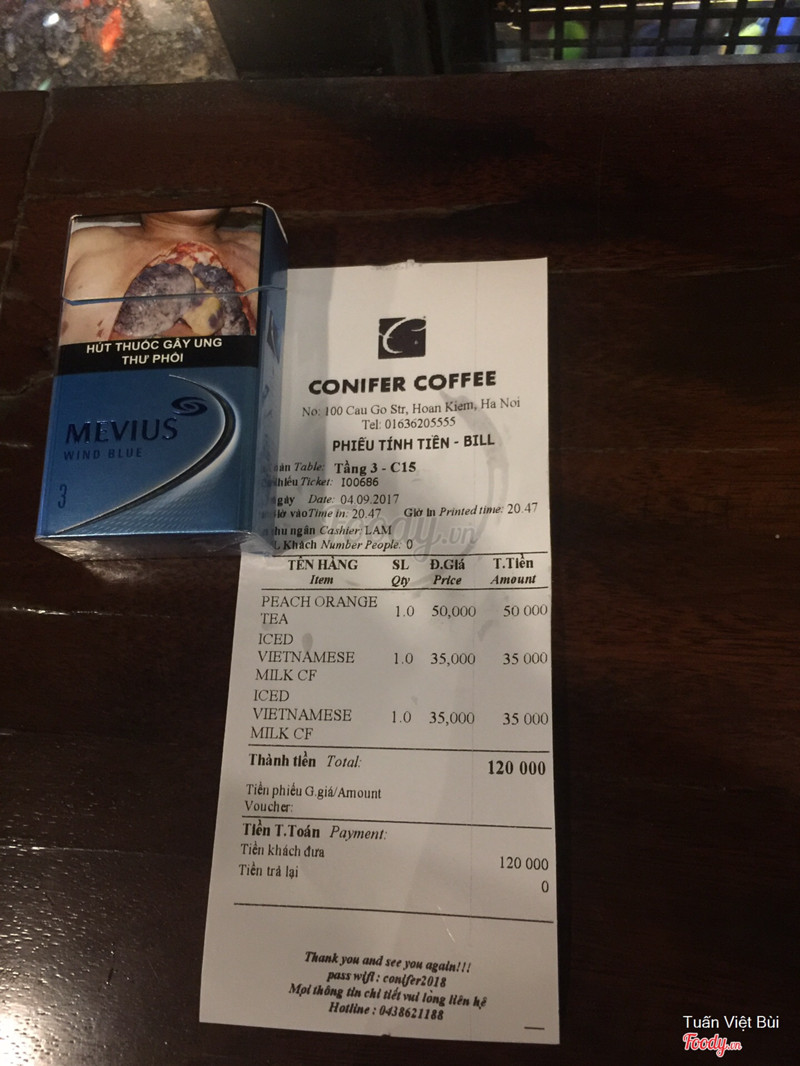 HÚT THUỐC GÂY UNG
THƯ PHỔI
MEVIUS
WIND BLUE
3
CONIFER COFFEE
No: 100 Cau Go Str, Hoan Kiem, Ha Noi
Tel: 01636205555
PHIẾU TÍNH TIỀN - BILL
Table: Tầng 3 - C15
Ticket: I00686
Date: 04.09.2017
Time in: 20.47 Giờ In Printed time: 20.47
Cashier: LAM
Khách Number People: 0
TÊN HÀNG SL Đ.Giá T.Tiền
Item Qty Price Amount
PEACH ORANGE
TEA 1.0 50,000 50 000
ICED
VIETNAMESE 1.0 35,000 35 000
MILK CF
ICED
VIETNAMESE 1.0 35,000 35 000
MILK CF
Thành tiền Total: 120 000
Tiền phiếu G.giá/Amount
Voucher:
Tiền T.Toán Payment:
Tiền khách đưa 120 000
Tiền trả lại 0
Thank you and see you again!!!
pass wifi : conifer2018
Mọi thông tin chi tiết vui lòng liên hệ
Hotline : 0438621188
Foody.vn
Tuấn Việt Bùi
Foody.vn